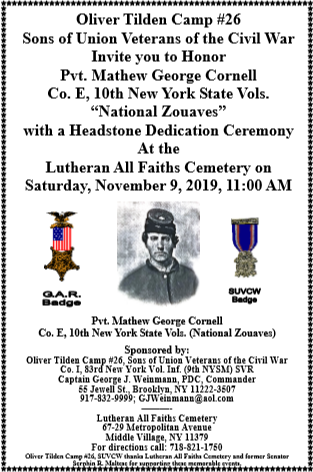 Oliver Tilden Camp #26
Sons of Union Veterans of the Civil War
Invite you to Honor
Pvt. Mathew George Cornell
Co. E, 10th New York State Vols.
“National Zouaves”
with a Headstone Dedication Ceremony
At the
Lutheran All Faiths Cemetery on
Saturday, November 9, 2019, 11:00 AM
G.A.R.
Badge
SUVCW
Badge
Pvt. Mathew George Cornell
Co. E, 10th New York State Vols. (National Zouaves)
Sponsored by:
Oliver Tilden Camp #26, Sons of Union Veterans of the Civil War
Co. I, 83rd New York Vol. Inf. (9th NYSM) SVR
Captain George J. Weinmann, PDC, Commander
55 Jewell St., Brooklyn, NY 11222-3507
917-832-9999; GJWeinmann@aol.com
Lutheran All Faiths Cemetery
67-29 Metropolitan Avenue
Middle Village, NY 11379
For directions call: 718-821-1750
Oliver Tilden Camp #26, SUVCW thanks Lutheran All Faiths Cemetery and former Senator
Serphin R. Maltese for supporting these memorable events.